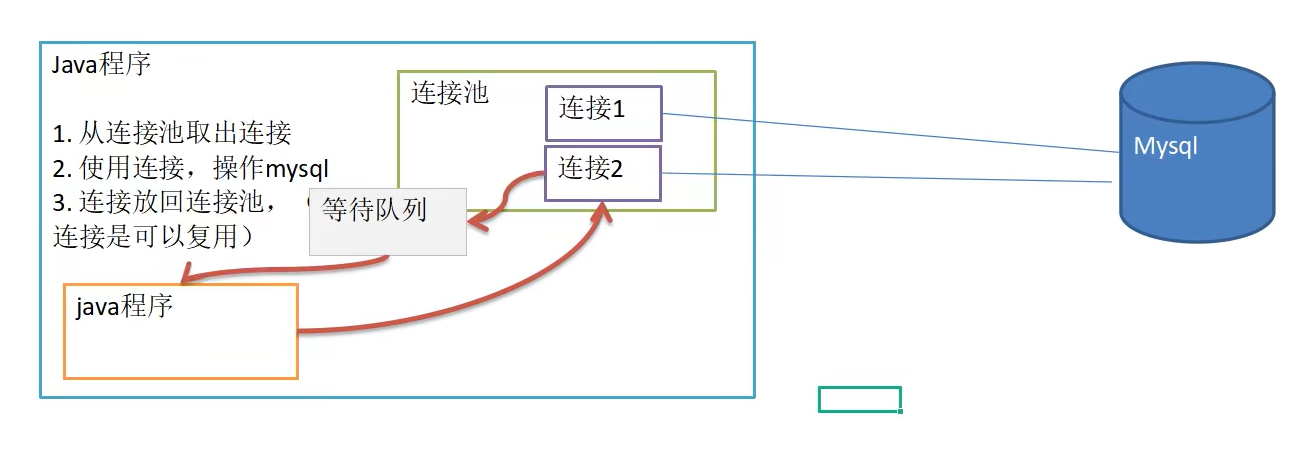 Java程序
1. 从连接池取出连接
2. 使用连接，操作mysql
3. 连接放回连接池，（
连接是可以复用）
连接池
连接1
连接2
等待队列
java程序
Mysql